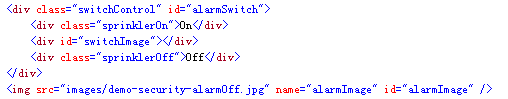 <div class="switchControl" id="alarmSwitch">
<div class="sprinklerOn">On</div>
<div id="switchImage"></div>
<div class="sprinklerOff">Off</div>
</div>
<img src="images/demo-security-alarmOff.jpg" name="alarmImage" id="alarmImage" />